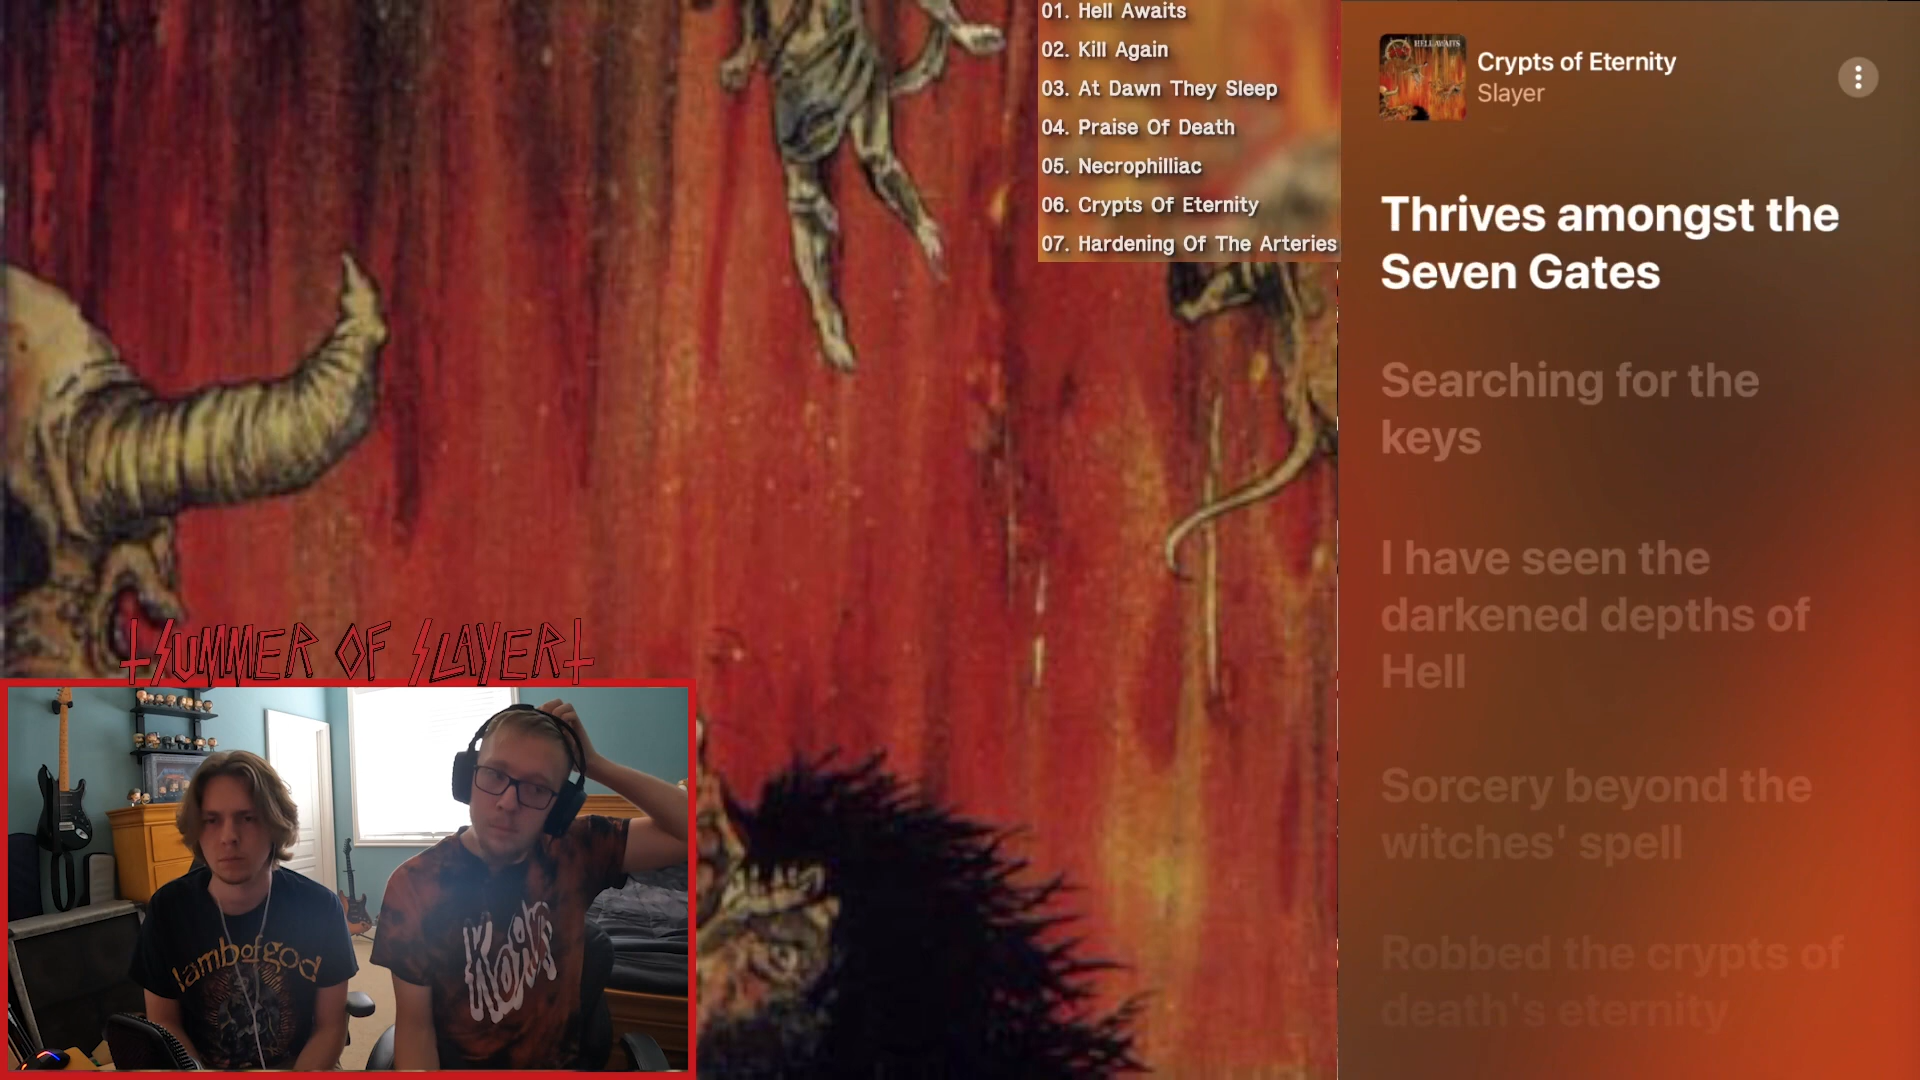 01. Hell Awaits
02. Kill Again
03. At Dawn They Sleep
04. Praise Of Death
05. Necrophilliac
06. Crypts Of Eternity
07. Hardening Of The Arteries
HELL AWAITS
Crypts of Eternity
Slayer
Thrives amongst the
Seven Gates
Searching for the
keys
I have seen the
darkened depths of
Hell
Sorcery beyond the
witches' spell
Robbed the crypts of
death's eternity
SUMMER OF SLAYER
lamb of god